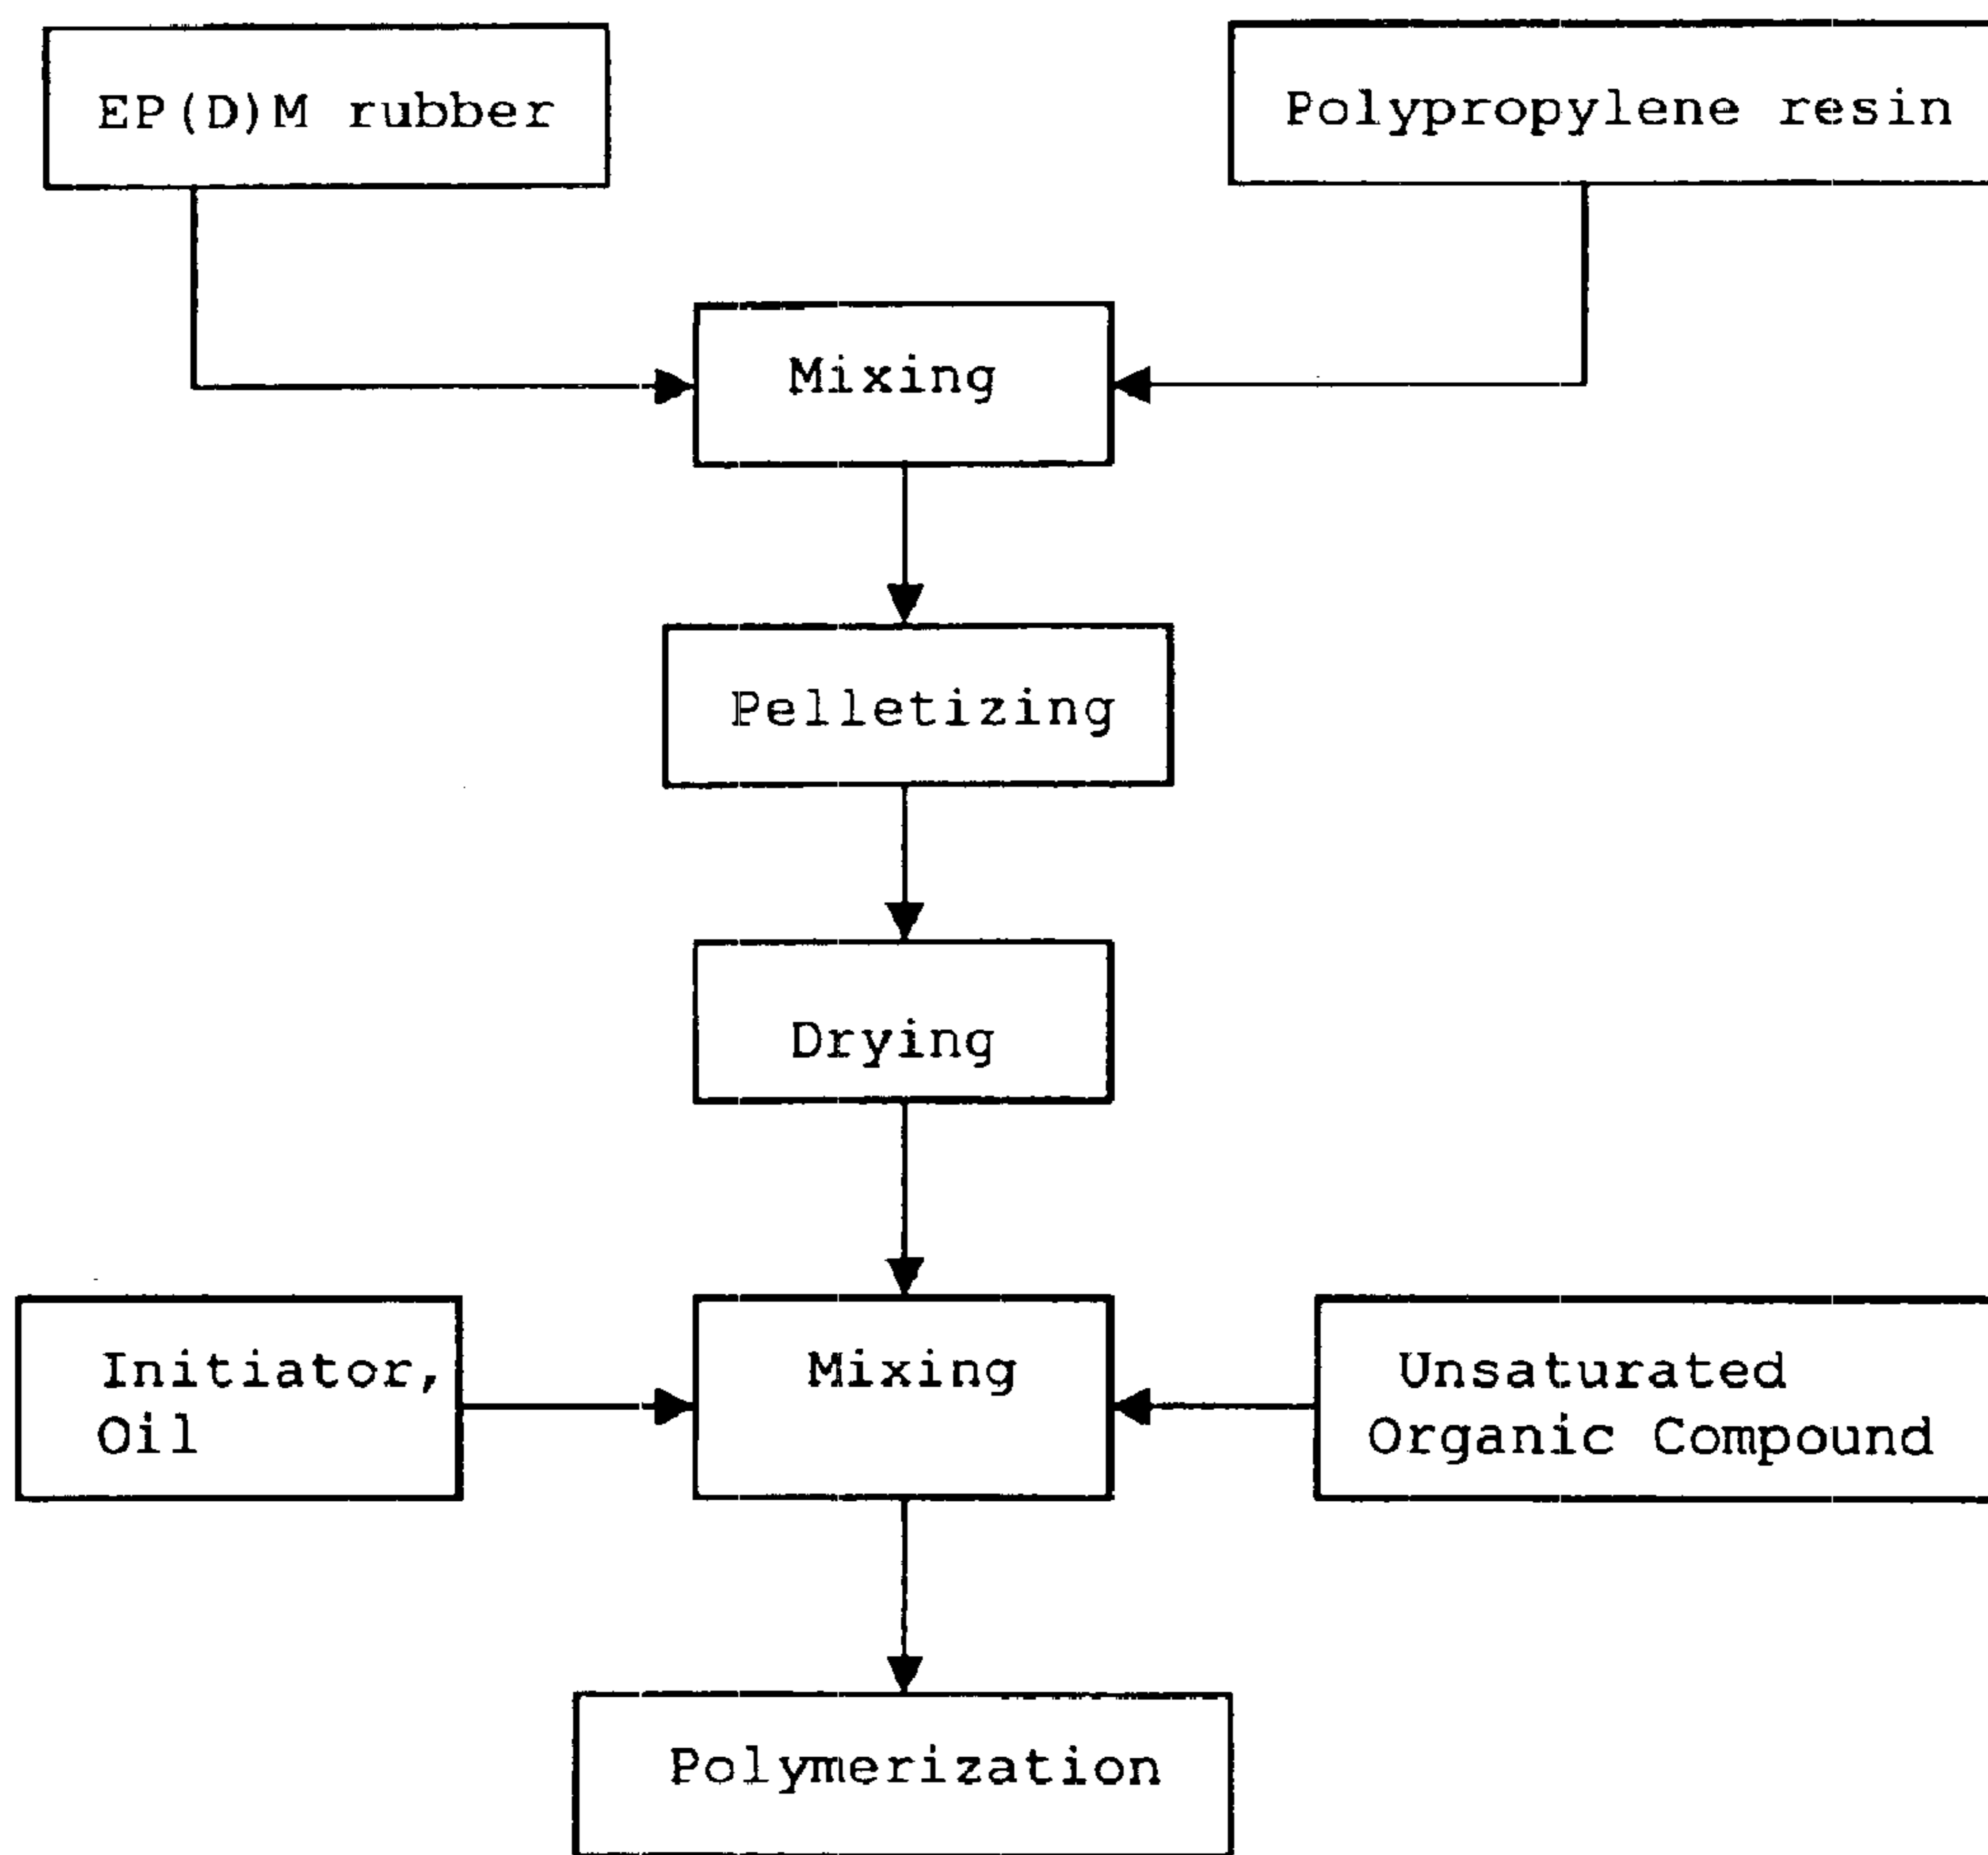 EP(D)M rubber
Polypropylene resin
Mixing
Pelletizing
Drying
Initiator,
Oil
Mixing
Unsaturated
Organic Compound
Polymerization